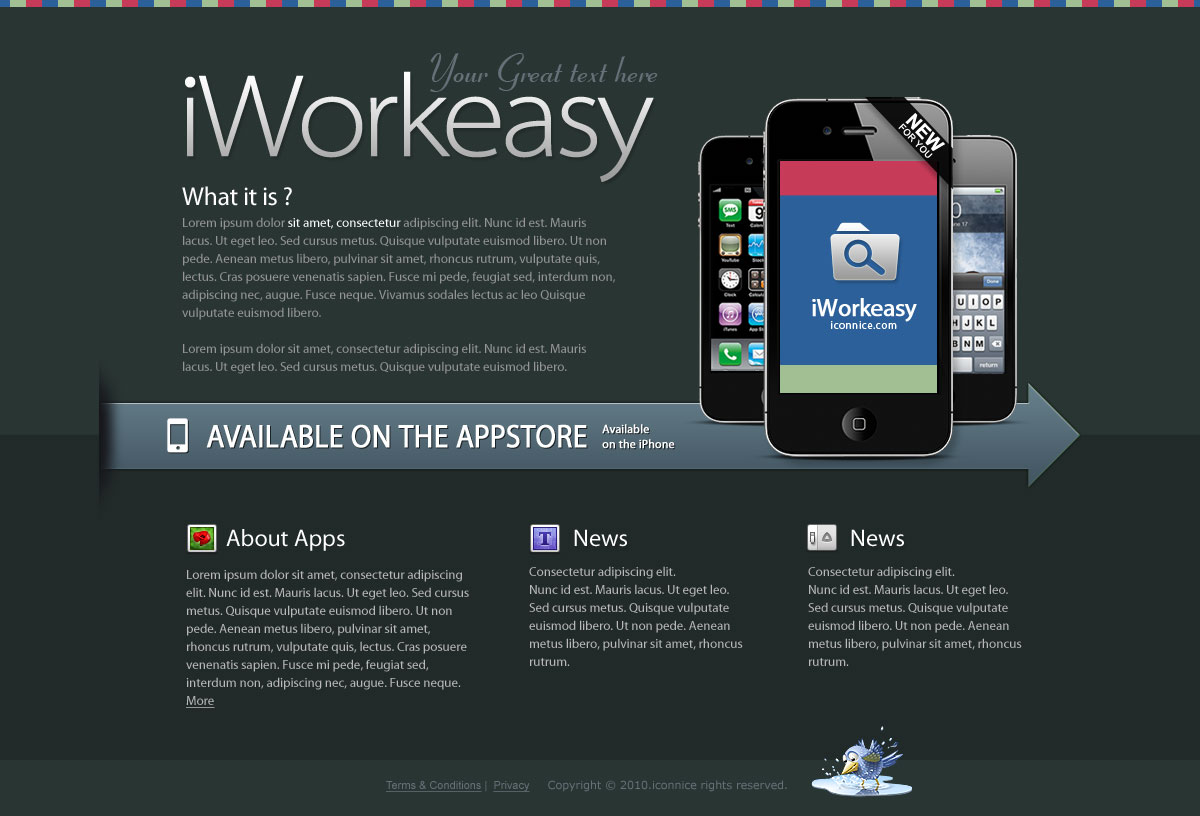 Your Great text here
iWorkeasy
What it is ?
Lorem ipsum dolor sit amet, consectetur adipiscing elit. Nunc id est. Mauris
lacus. Ut eget leo. Sed cursus metus. Quisque vulputate euismod libero. Ut non
pede. Aenean metus libero, pulvinar sit amet, rhoncus rutrum, vulputate quis,
lectus. Cras posuere venenatis sapien. Fusce mi pede, feugiat sed, interdum non,
adipiscing nec, augue. Fusce neque. Vivamus sodales lectus ac leo Quisque
vulputate euismod libero.
Lorem ipsum dolor sit amet, consectetur adipiscing elit. Nunc id est. Mauris
lacus. Ut eget leo. Sed cursus metus. Quisque vulputate euismod libero.
NEW
FOR YOU
iWorkeasy
iconnice.com
Text
YouTube
Clock
iTunes
Done
U I O P
H J K L
B N M
return
AVAILABLE ON THE APPSTORE
Available
on the iPhone
About Apps
Lorem ipsum dolor sit amet, consectetur adipiscing
elit. Nunc id est. Mauris lacus. Ut eget leo. Sed cursus
metus. Quisque vulputate euismod libero. Ut non
pede. Aenean metus libero, pulvinar sit amet,
rhoncus rutrum, vulputate quis, lectus. Cras posuere
venenatis sapien. Fusce mi pede, feugiat sed,
interdum non, adipiscing nec, augue. Fusce neque.
More
T
News
Consectetur adipiscing elit.
Nunc id est. Mauris lacus. Ut eget leo.
Sed cursus metus. Quisque vulputate
euismod libero. Ut non pede. Aenean
metus libero, pulvinar sit amet, rhoncus
rutrum.
News
Consectetur adipiscing elit.
Nunc id est. Mauris lacus. Ut eget leo.
Sed cursus metus. Quisque vulputate
euismod libero. Ut non pede. Aenean
metus libero, pulvinar sit amet, rhoncus
rutrum.
Terms & Conditions | Privacy Copyright © 2010.iconnice rights reserved.